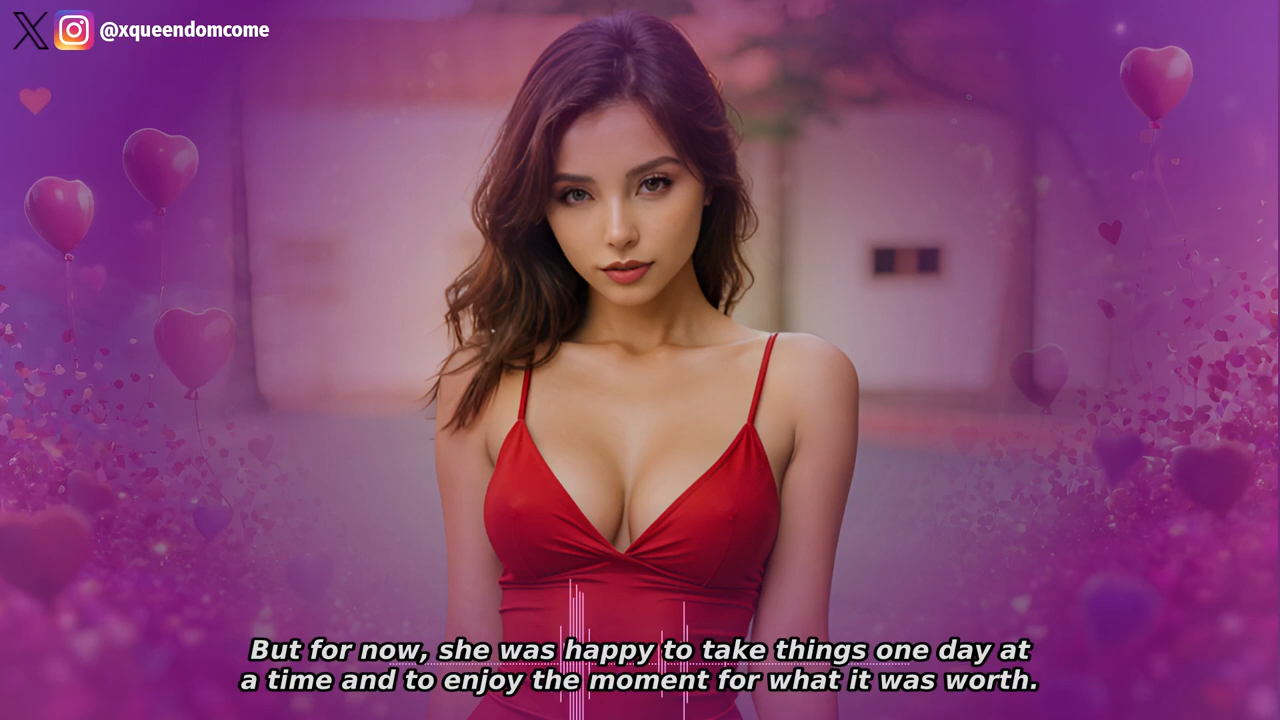 @xqueendomcome
But for now, she was happy to take things one day at
a time and to enjoy the moment for what it was worth.